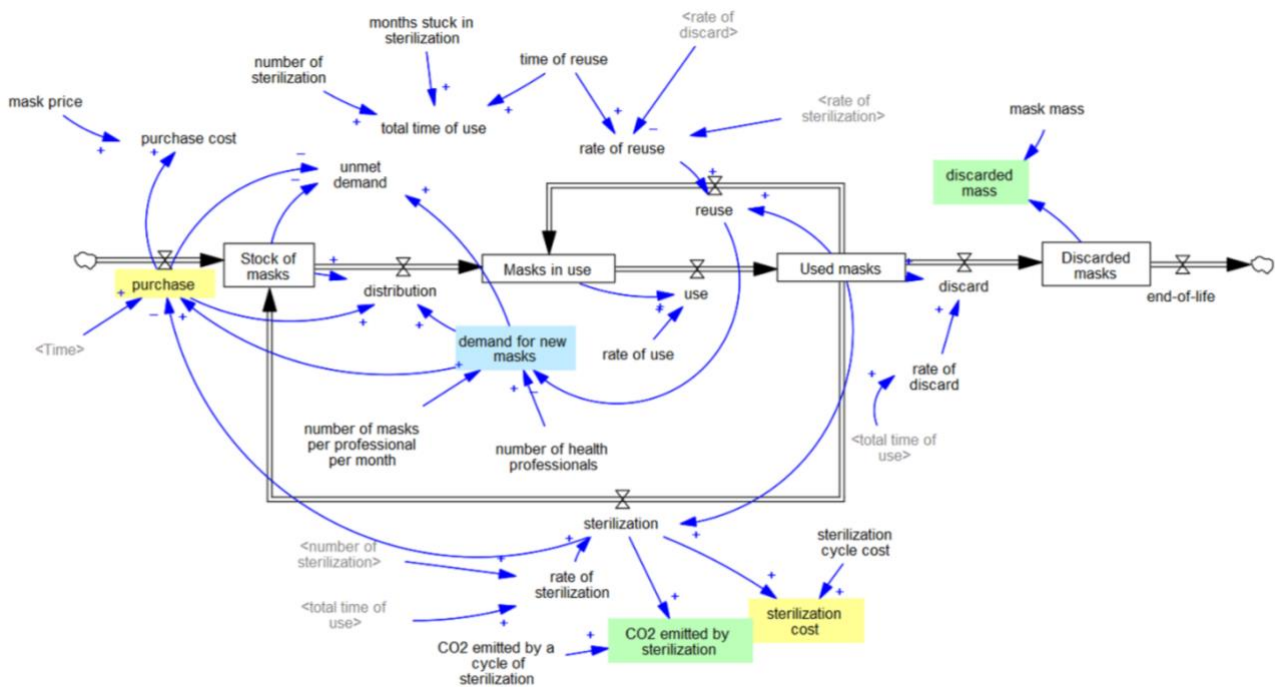 months stuck in
sterilization
<rate of
discard>
number of
sterilization
time of reuse
mask price
<rate of
sterilization>
mask mass
total time of use
purchase cost
rate of reuse
unmet
demand
discarded
mass
reuse
Stock of
masks
Masks in use
Used masks
Discarded
masks
purchase
distribution
use
discard
end-of-life
<Time>
demand for new
masks
rate of use
rate of
discard
number of masks
per professional
per month
number of health
professionals
<total time of
use>
sterilization
sterilization
cycle cost
<number of
sterilization>
rate of
sterilization
<total time of
use>
sterilization
cost
CO2 emitted by
sterilization
CO2 emitted by a
cycle of
sterilization